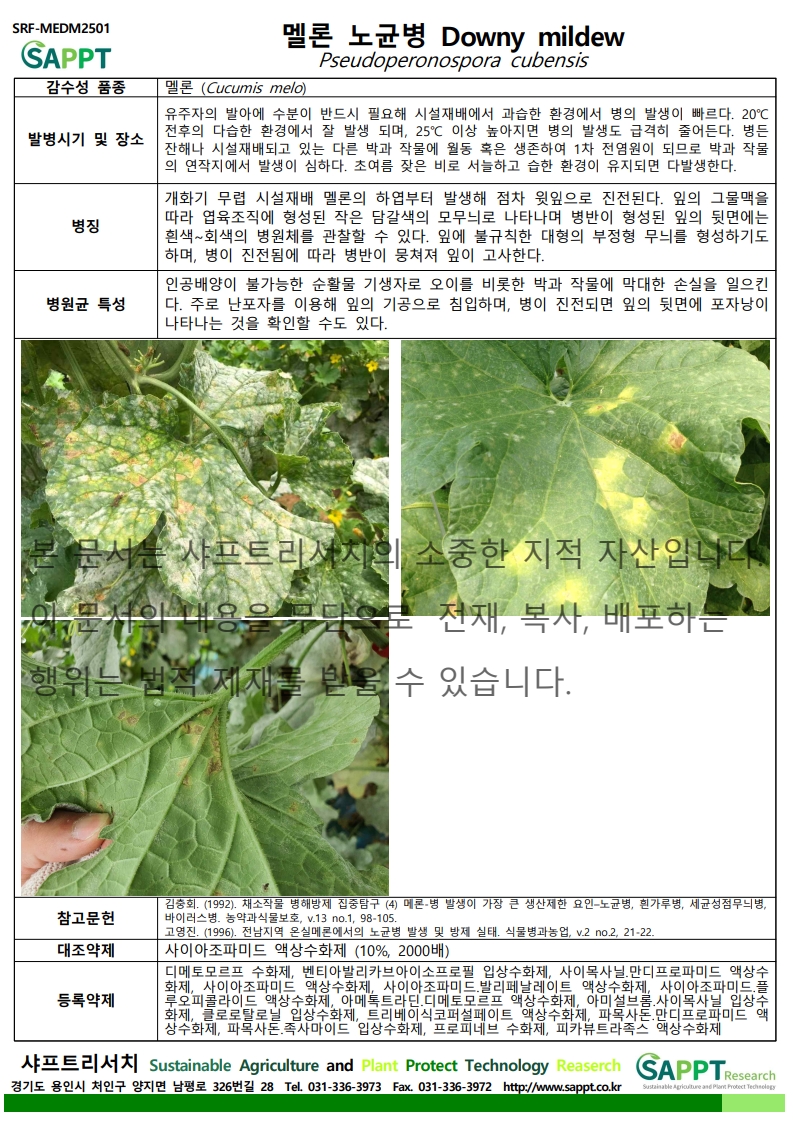 SRF-MEDM2501
SAPPT
멜론 노균병 Downy mildew
Pseudoperonospora cubensis
감수성 품종
멜론 (Cucumis melo)
발병시기 및 장소
유주자의 발아에 수분이 반드시 필요해 시설재배에서 과습한 환경에서 병의 발생이 빠르다. 20℃
전후의 다습한 환경에서 잘 발생 되며, 25℃ 이상 높아지면 병의 발생도 급격히 줄어든다. 병든
잔해나 시설재배되고 있는 다른 박과 작물에 월동 혹은 생존하여 1차 전염원이 되므로 박과 작물
의 연작지에서 발생이 심하다. 초여름 잦은 비로 서늘하고 습한 환경이 유지되면 다발생한다.
병징
개화기 무렵 시설재배 멜론의 하엽부터 발생해 점차 윗잎으로 진전된다. 잎의 그물맥을
따라 엽육조직에 형성된 작은 담갈색의 모무늬로 나타나며 병반이 형성된 잎의 뒷면에는
흰색~회색의 병원체를 관찰할 수 있다. 잎에 불규칙한 대형의 부정형 무늬를 형성하기도
하며, 병이 진전됨에 따라 병반이 뭉쳐져 잎이 고사한다.
병원균 특성
인공배양이 불가능한 순활물 기생자로 오이를 비롯한 박과 작물에 막대한 손실을 일으킨
다. 주로 난포자를 이용해 잎의 기공으로 침입하며, 병이 진전되면 잎의 뒷면에 포자낭이
나타나는 것을 확인할 수도 있다.
본 문서는 샤프트리서치의 소중한 지적 자산입니다.
이 문서의 내용을 무단으로 전재, 복사, 배포하는
행위는 법적 제재를 받을 수 있습니다.
참고문헌
김충회. (1992). 채소작물 병해방제 집중탐구 (4) 메론-병 발생이 가장 큰 생산제한 요인–노균병, 흰가루병, 세균성점무늬병,
바이러스병. 농약과식물보호, v.13 no.1, 98-105.
고영진. (1996). 전남지역 온실메론에서의 노균병 발생 및 방제 실태. 식물병과농업, v.2 no.2, 21-22.
대조약제
사이아조파미드 액상수화제 (10%, 2000배)
등록약제
디메토모르프 수화제, 벤티아발리카브아이소프로필 입상수화제, 사이목사닐.만디프로파미드 액상수
화제, 사이아조파미드 액상수화제, 사이아조파미드.발리페날레이트 액상수화제, 사이아조파미드.플
루오피콜라이드 액상수화제, 아메톡트라딘.디메토모르프 액상수화제, 아미설브롬.사이목사닐 입상수
화제, 클로로탈로닐 입상수화제, 트리베이식코퍼설페이트 액상수화제, 파목사돈.만디프로파미드 액
상수화제, 파목사돈.족사마이드 입상수화제, 프로피네브 수화제, 피카뷰트라족스 액상수화제
샤프트리서치 Sustainable Agriculture and Plant Protect Technology Reaserch
경기도 용인시 처인구 양지면 남평로 326번길 28 Tel. 031-336-3973 Fax. 031-336-3972 http://www.sappt.co.kr
SAPPT Research
Sustainable Agriculture and Plant Protect Technology